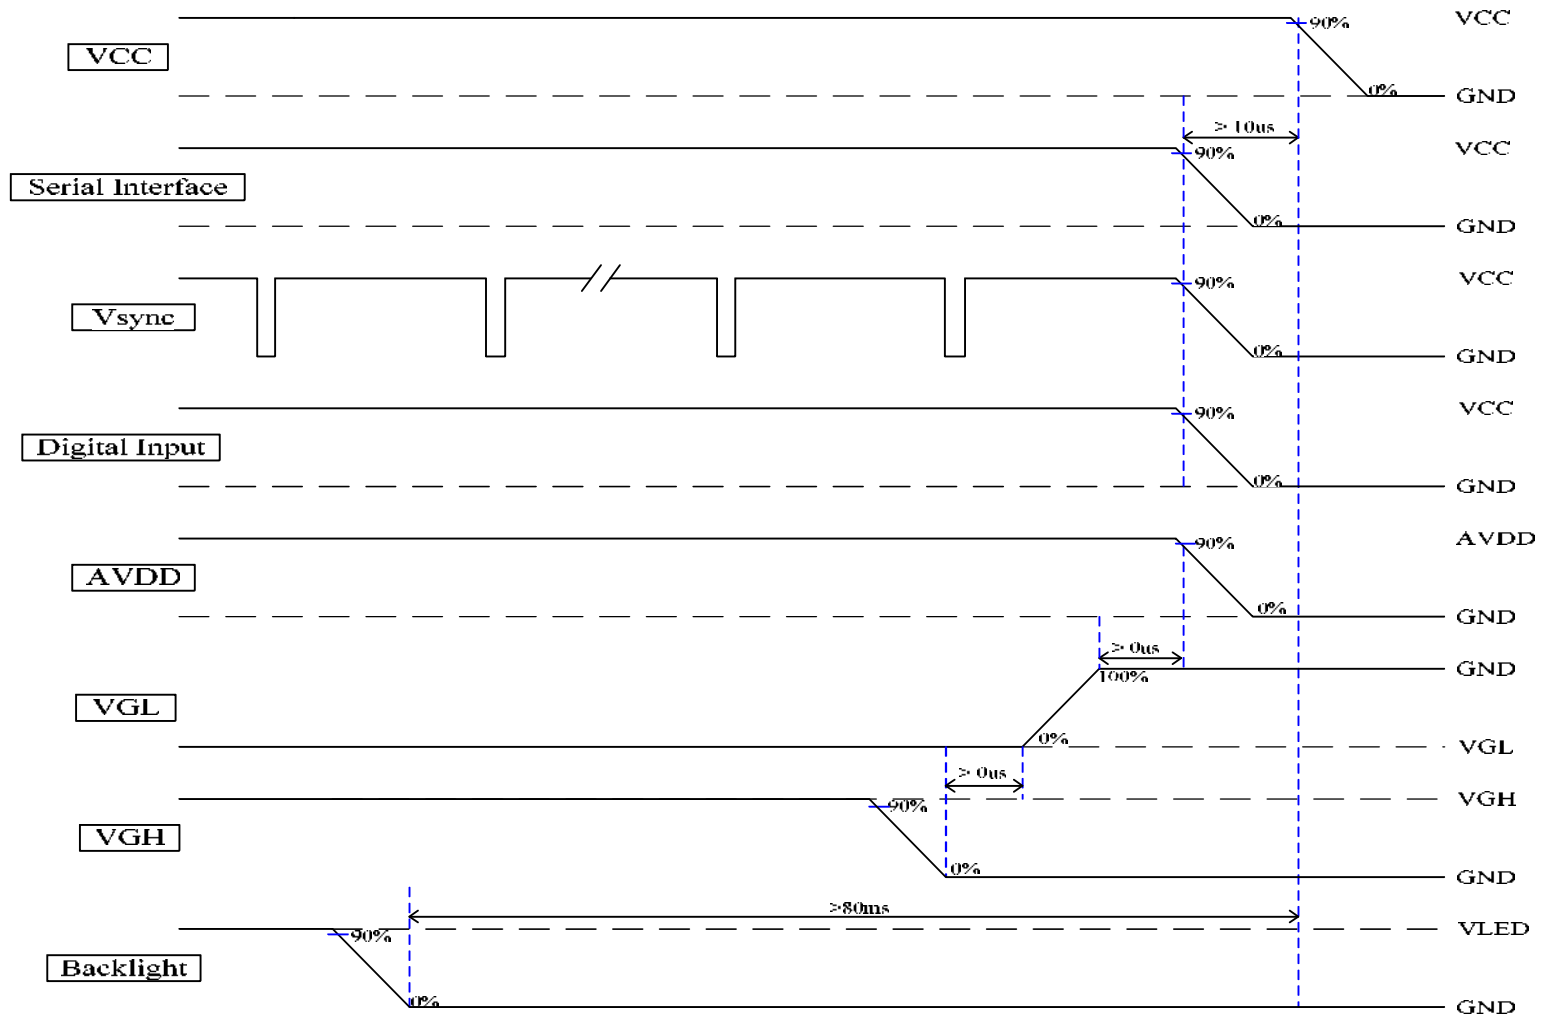 VCC
90%
VCC
0%
GND
> 10us
Serial Interface
90%
VCC
0%
GND
Vsync
90%
VCC
0%
GND
Digital Input
90%
VCC
0%
GND
AVDD
90%
AVDD
0%
GND
> 0us
VGL
100%
GND
0%
VGL
> 0us
VGH
90%
VGH
0%
GND
>80ms
Backlight
90%
VLED
0%
GND